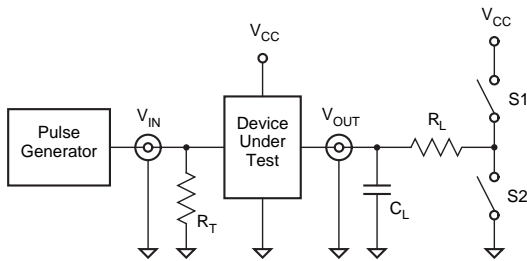 V_CC
V_CC
S1
V_IN
V_OUT
R_L
Pulse
Generator
Device
Under
Test
R_T
C_L
S2